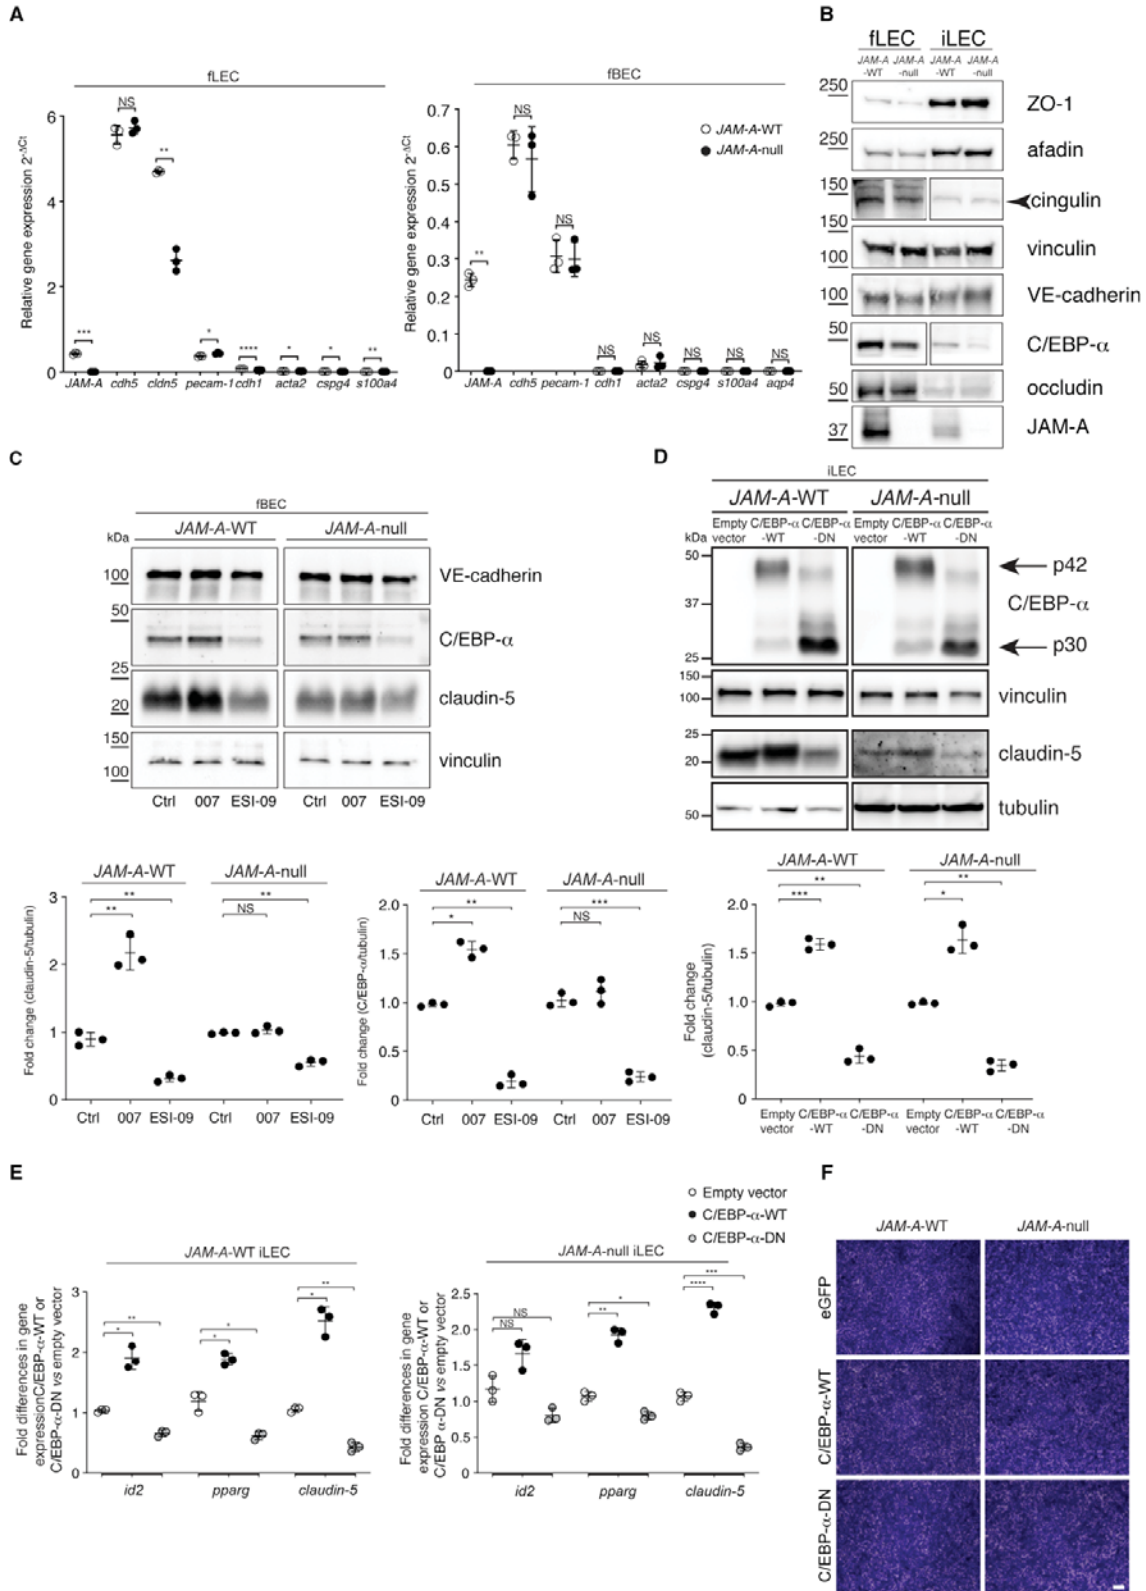 A
fLEC
Relative gene expression 2-ΔCt
6
4
2
0
NS
**
***
*
****
*
*
**
JAM-A cdh5 cldn5 pecam-1 cdh1 acta2 cspg4 s100a4
fBEC
Relative gene expression 2-ΔCt
0.7
0.6
0.5
0.4
0.3
0.2
0.1
0
NS
JAM-A-WT
JAM-A-null
**
NS
NS
NS
NS
NS
NS
JAM-A cdh5 pecam-1 cdh1 acta2 cspg4 s100a4 aqp4
B
fLEC iLEC
JAM-A JAM-A JAM-A JAM-A
-WT -null -WT -null
250 ZO-1
250 afadin
150 cingulin
150
vinculin
100
100 VE-cadherin
50 C/EBP-α
50 occludin
37 JAM-A
C
fBEC
JAM-A-WT JAM-A-null
kDa
100 VE-cadherin
50
C/EBP-α
25
25
claudin-5
20
150
vinculin
100
Ctrl 007 ESI-09 Ctrl 007 ESI-09
JAM-A-WT JAM-A-null
Fold change (claudin-5/tubulin)
3
2
1
0
**
**
**
NS
Ctrl 007 ESI-09 Ctrl 007 ESI-09
JAM-A-WT JAM-A-null
Fold change (C/EBP-α/tubulin)
2.0
1.5
1.0
0.5
0
**
*
***
NS
Ctrl 007 ESI-09 Ctrl 007 ESI-09
D
iLEC
JAM-A-WT JAM-A-null
Empty C/EBP-α C/EBP-α Empty C/EBP-α C/EBP-α
kDa vector -WT -DN vector -WT -DN
50 p42
37 C/EBP-α
p30
25
150
100 vinculin
25
claudin-5
20
tubulin
50
JAM-A-WT JAM-A-null
Fold change
(claudin-5/tubulin)
2.0
1.5
1.0
0.5
0
**
***
**
*
Empty C/EBP-α C/EBP-α Empty C/EBP-α C/EBP-α
vector -WT -DN vector -WT -DN
E
Empty vector
C/EBP-α-WT
C/EBP-α-DN
JAM-A-WT iLEC
Fold differences in gene
expressionC/EBP-α-WT or
C/EBP-α-DN vs empty vector
3
2
1
0
**
*
*
*
**
*
id2 pparg claudin-5
JAM-A-null iLEC
Fold differences in gene
expression C/EBP-α-WT or
C/EBP α-DN vs empty vector
2.5
2.0
1.5
1.0
0.5
0
NS
NS
*
**
***
****
id2 pparg claudin-5
F
JAM-A-WT JAM-A-null
eGFP
C/EBP-α-WT
C/EBP-α-DN